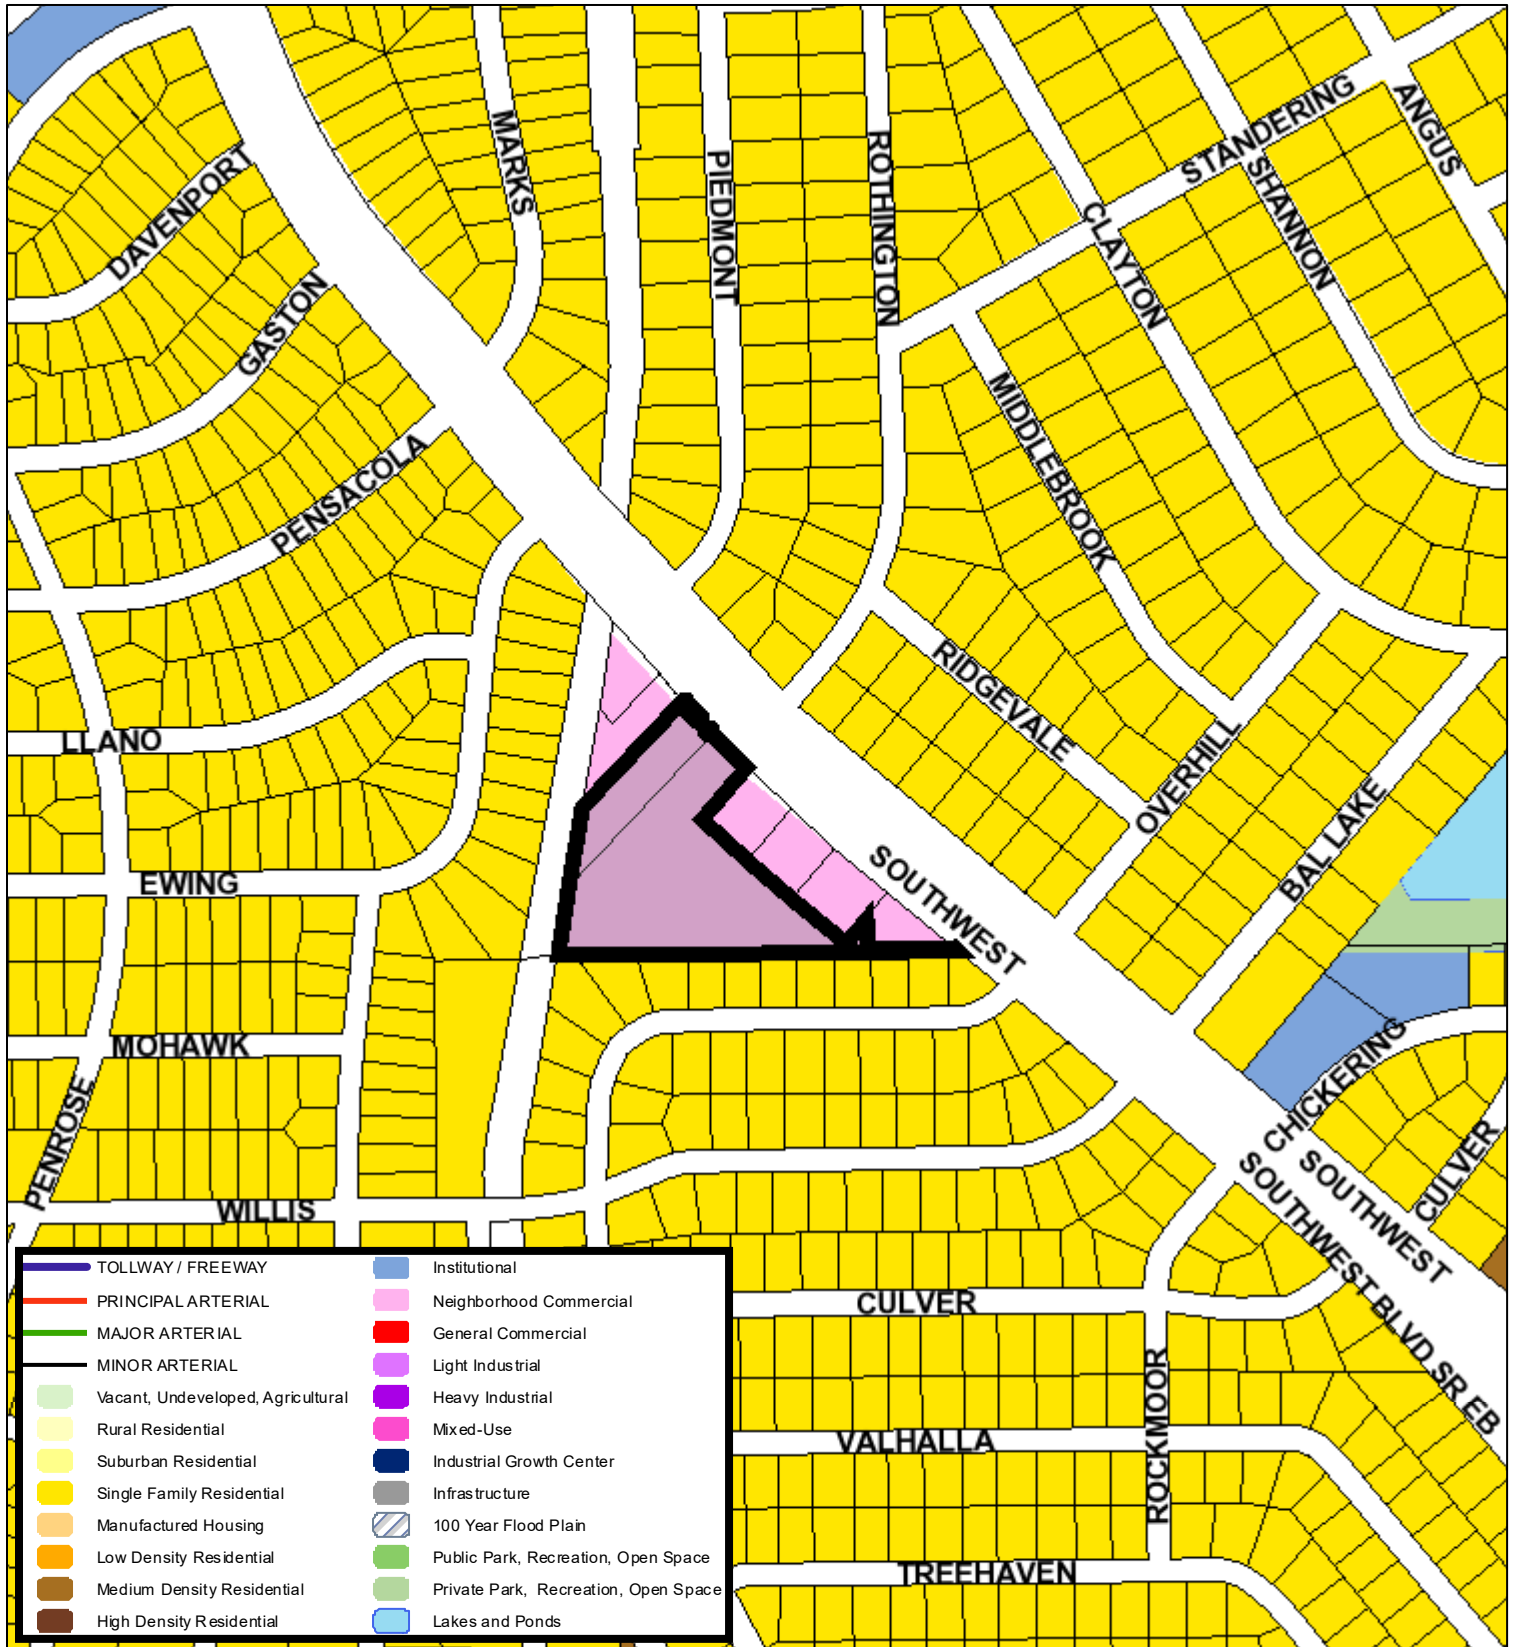 MARKS
PIEDMONT
ROTHINGTON
STANDERING
ANGUS
SHANNON
CLAYTON
DAVENPORT
GASTON
PENSACOLA
MIDDLEBROOK
RIDGEVALE
OVERHILL
BAL LAKE
LLANO
EWING
SOUTHWEST
MOHAWK
PENROSE
WILLIS
CHICKERING
CULVER
SOUTHWEST
SOUTHWEST BLVD SR EB
CULVER
ROCKMOOR
VALHALLA
TREEHAVEN
TOLLWAY / FREEWAY
PRINCIPAL ARTERIAL
MAJOR ARTERIAL
MINOR ARTERIAL
Vacant, Undeveloped, Agricultural
Rural Residential
Suburban Residential
Single Family Residential
Manufactured Housing
Low Density Residential
Medium Density Residential
High Density Residential
Institutional
Neighborhood Commercial
General Commercial
Light Industrial
Heavy Industrial
Mixed-Use
Industrial Growth Center
Infrastructure
100 Year Flood Plain
Public Park, Recreation, Open Space
Private Park, Recreation, Open Space
Lakes and Ponds